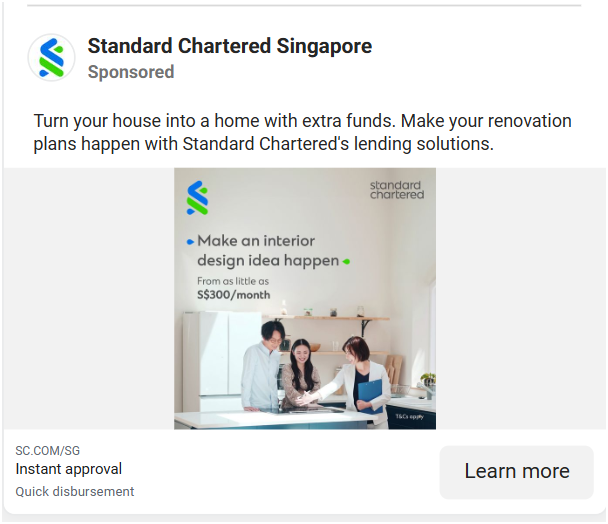 Standard Chartered Singapore
Sponsored
Turn your house into a home with extra funds. Make your renovation
plans happen with Standard Chartered's lending solutions.
standard
chartered
Make an interior
design idea happen
From as little as
S$300/month
T&Cs apply
SC.COM/SG
Instant approval
Learn more
Quick disbursement